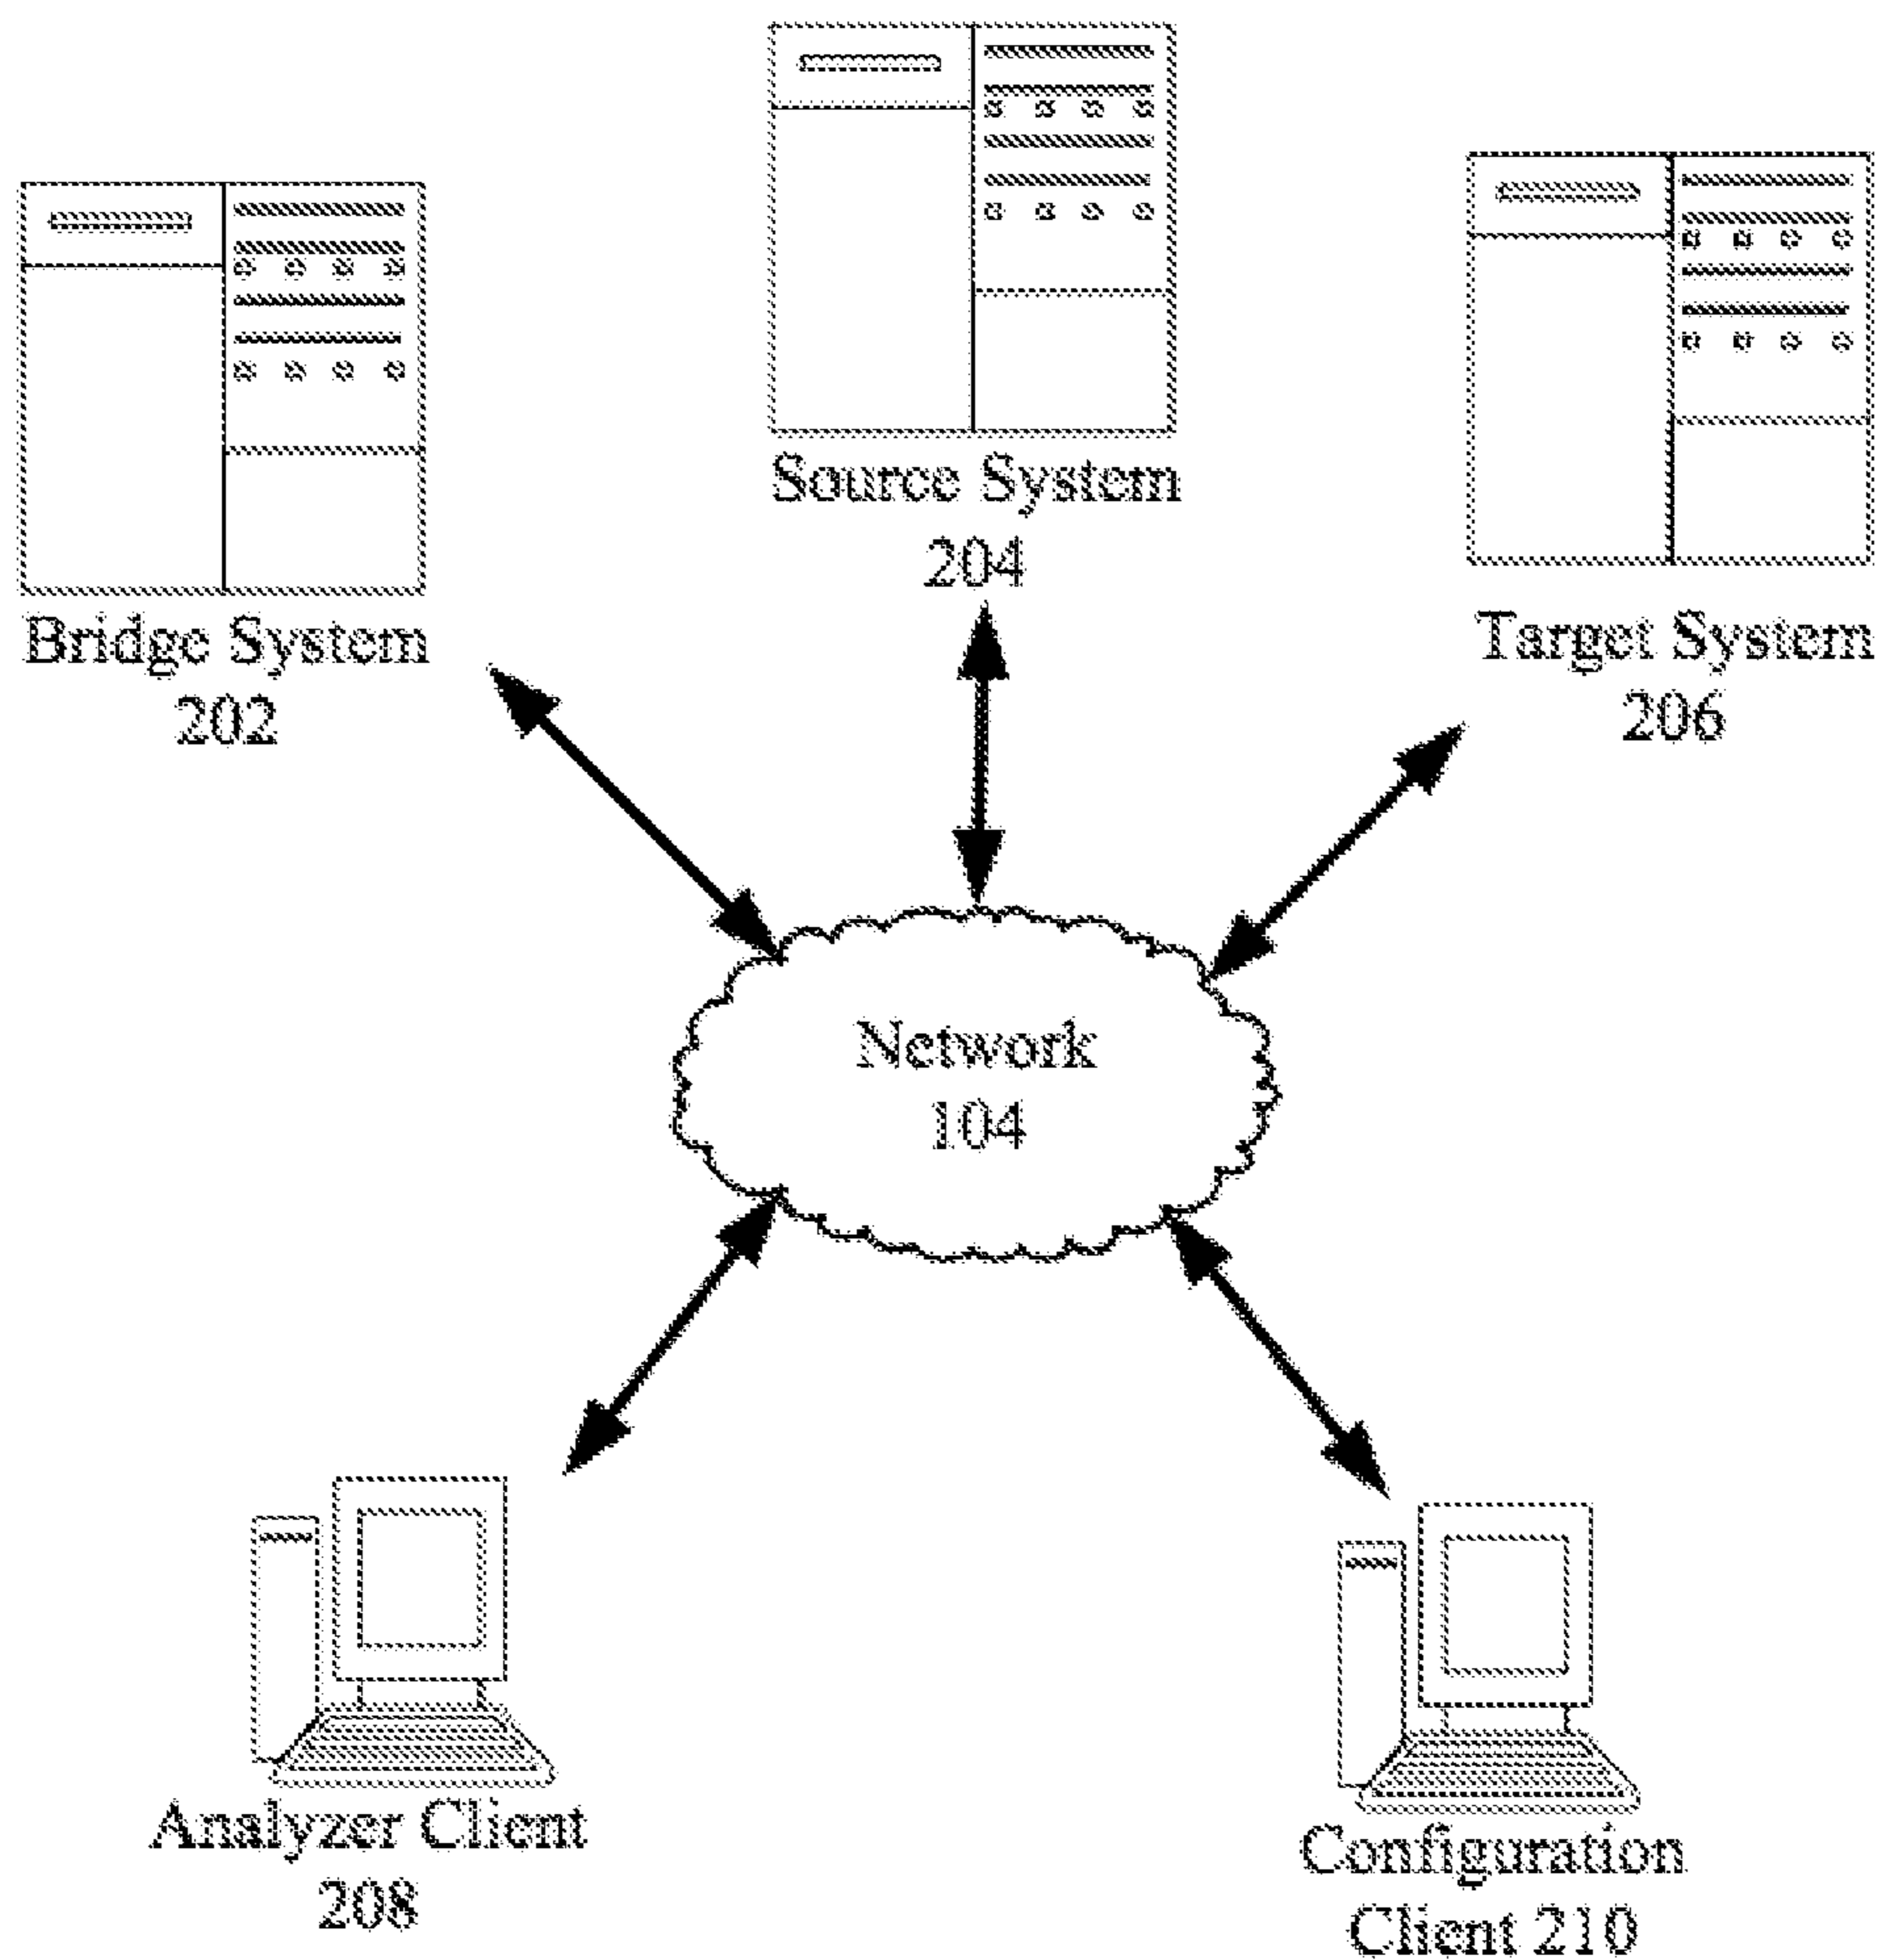 Source System
204
Bridge System
202
Target System
206
Network
104
Analyzer Client
208
Configuration
Client 210